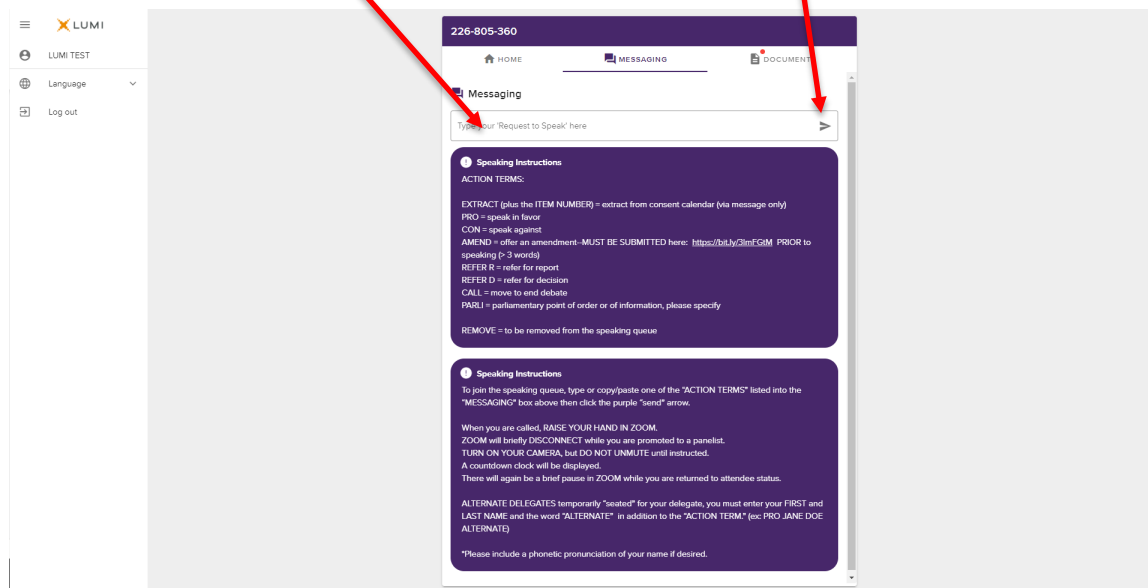 LUMI
LUMI TEST
Language
Log out
226-805-360
HOME
MESSAGING
DOCUMENT
Messaging
Type your 'Request to Speak' here
Speaking Instructions
ACTION TERMS:
EXTRACT (plus the ITEM NUMBER) = extract from consent calendar (via message only)
PRO = speak in favor
CON = speak against
AMEND = offer an amendment--MUST BE SUBMITTED here: https://bit.ly/3lmFGtM PRIOR to
speaking (> 3 words)
REFER R = refer for report
REFER D = refer for decision
CALL = move to end debate
PARLI = parliamentary point of order or of information, please specify
REMOVE = to be removed from the speaking queue
Speaking Instructions
To join the speaking queue, type or copy/paste one of the "ACTION TERMS" listed into the
"MESSAGING" box above then click the purple "send" arrow.
When you are called, RAISE YOUR HAND IN ZOOM.
ZOOM will briefly DISCONNECT while you are promoted to a panelist.
TURN ON YOUR CAMERA, but DO NOT UNMUTE until instructed.
A countdown clock will be displayed.
There will again be a brief pause in ZOOM while you are returned to attendee status.
ALTERNATE DELEGATES temporarily "seated" for your delegate, you must enter your FIRST and
LAST NAME and the word "ALTERNATE" in addition to the "ACTION TERM." (ex: PRO JANE DOE
ALTERNATE)
*Please include a phonetic pronunciation of your name if desired.